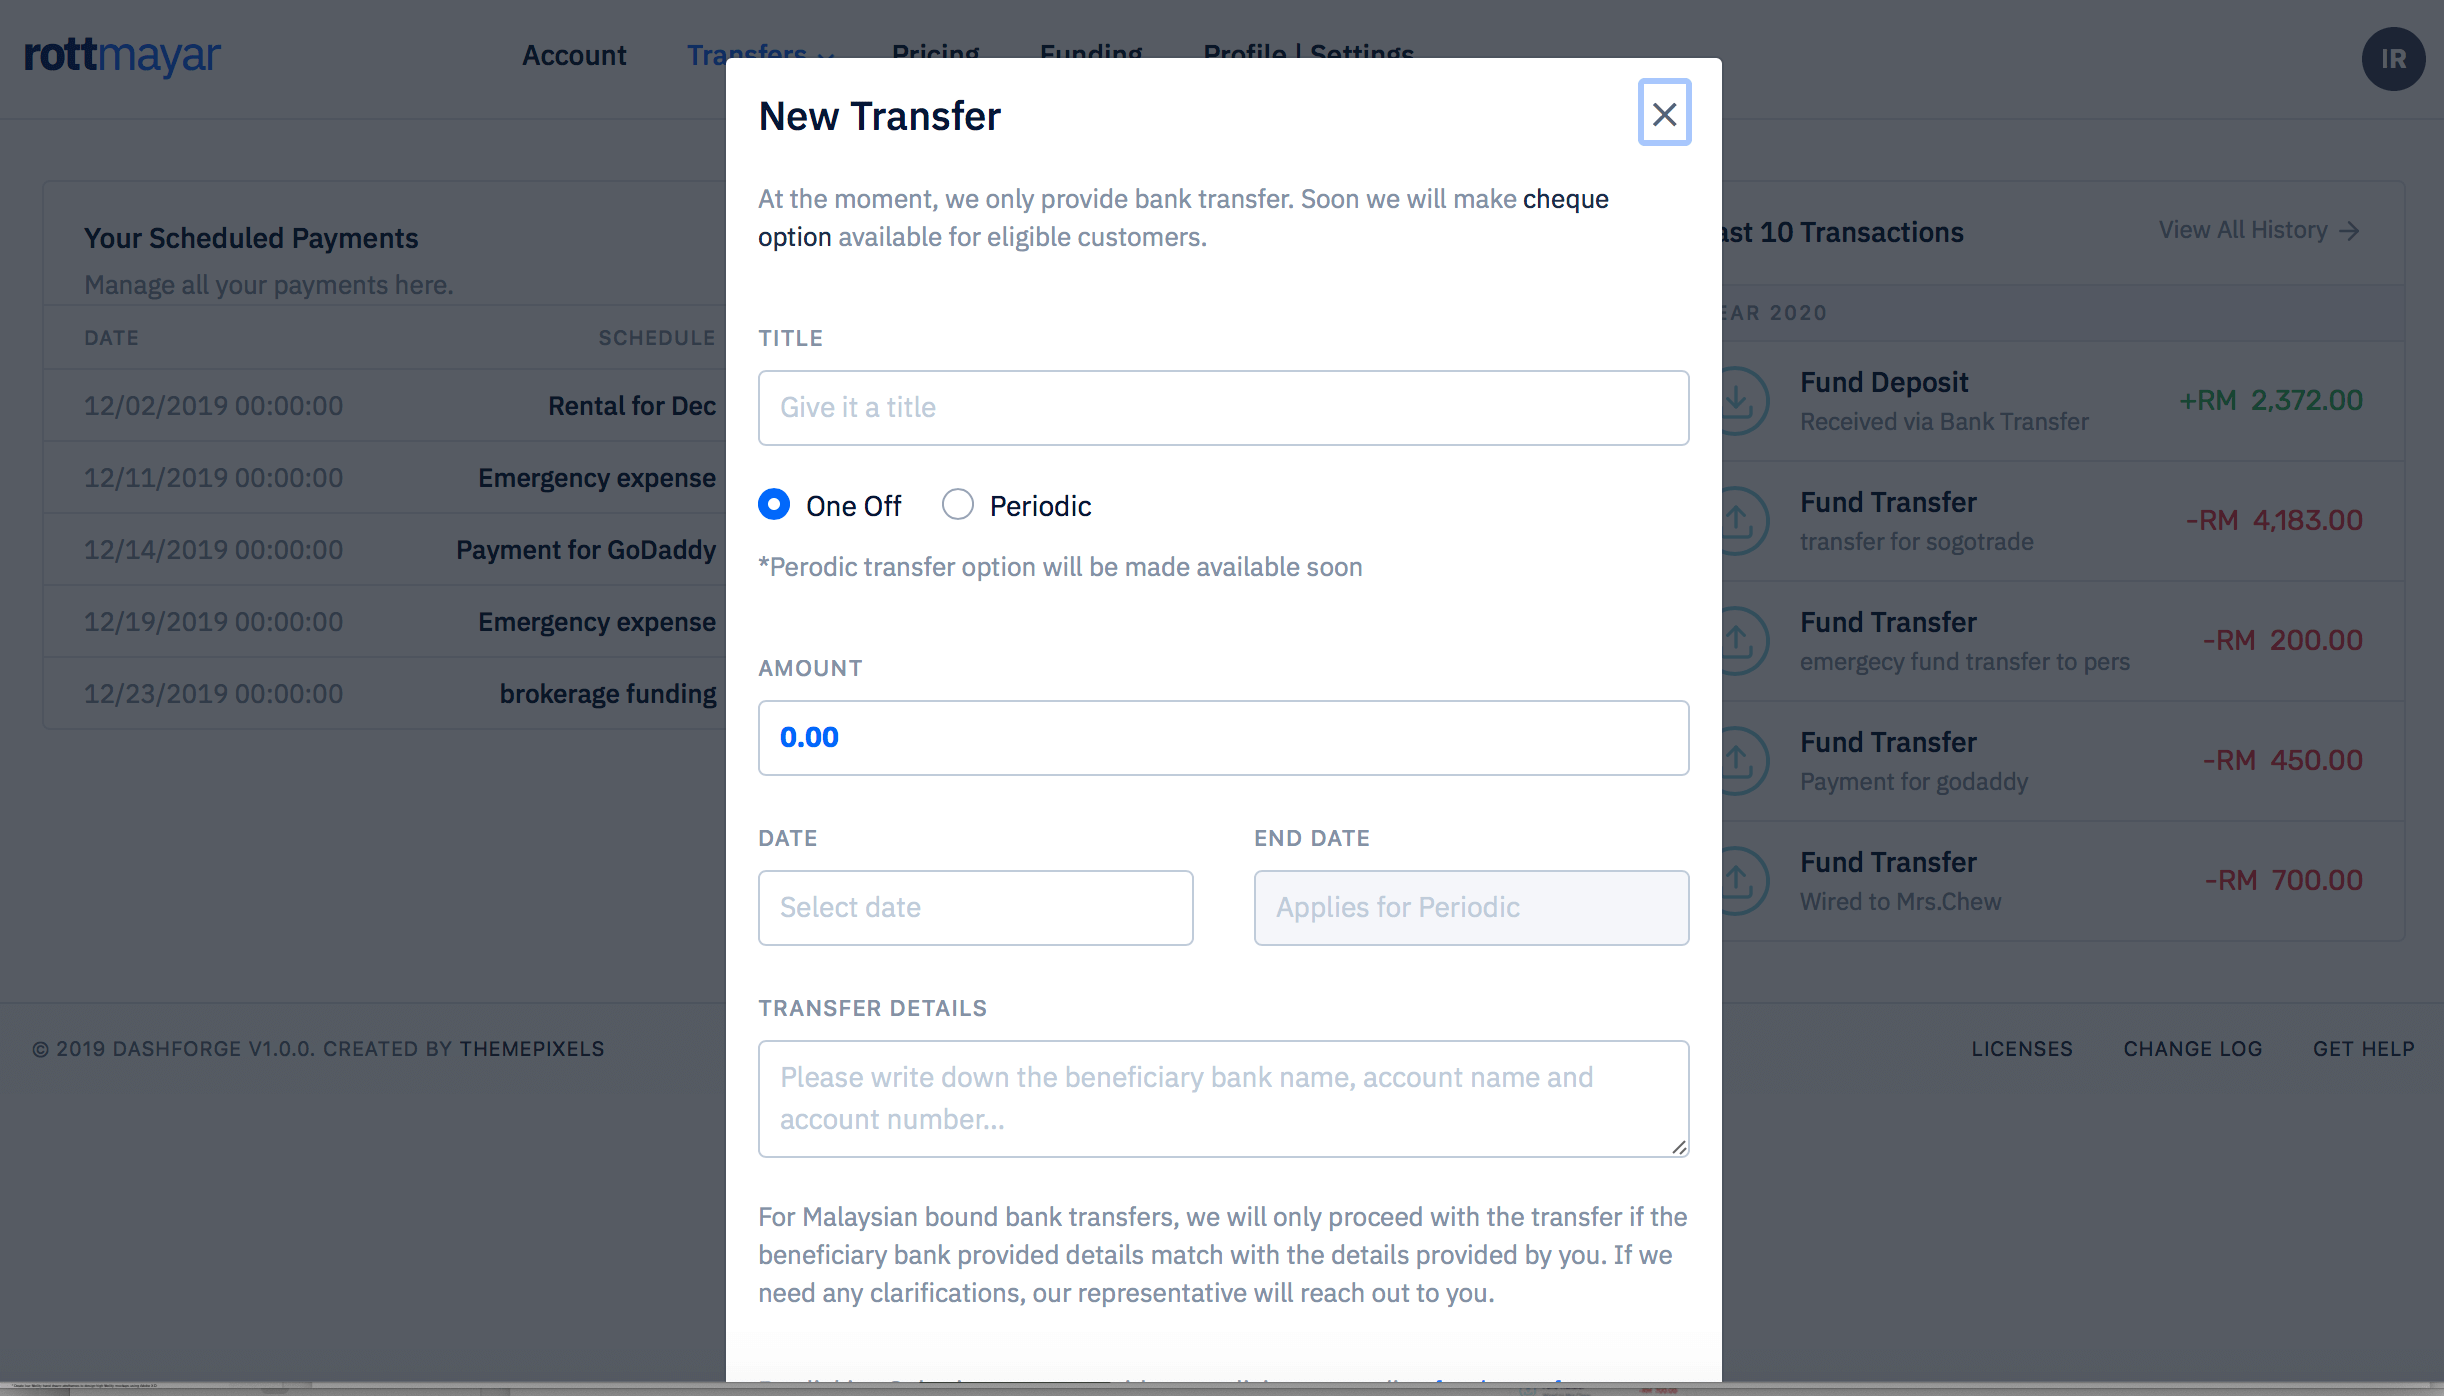 rottmayar
Account
Transfers
Pricing
Funding
Profile | Settings
IR
Your Scheduled Payments
Manage all your payments here.
DATE
SCHEDULE
12/02/2019 00:00:00
Rental for Dec
12/11/2019 00:00:00
Emergency expense
12/14/2019 00:00:00
Payment for GoDaddy
12/19/2019 00:00:00
Emergency expense
12/23/2019 00:00:00
brokerage funding
New Transfer
At the moment, we only provide bank transfer. Soon we will make cheque
option available for eligible customers.
TITLE
Give it a title
One Off
Periodic
*Perodic transfer option will be made available soon
AMOUNT
0.00
DATE
END DATE
Select date
Applies for Periodic
TRANSFER DETAILS
Please write down the beneficiary bank name, account name and
account number...
For Malaysian bound bank transfers, we will only proceed with the transfer if the
beneficiary bank provided details match with the details provided by you. If we
need any clarifications, our representative will reach out to you.
ast 10 Transactions
View All History
EAR 2020
Fund Deposit
Received via Bank Transfer
+RM 2,372.00
Fund Transfer
transfer for sogotrade
-RM 4,183.00
Fund Transfer
emergecy fund transfer to pers
-RM 200.00
Fund Transfer
Payment for godaddy
-RM 450.00
Fund Transfer
Wired to Mrs.Chew
-RM 700.00
© 2019 DASHFORGE V1.0.0. CREATED BY THEMEPIXELS
LICENSES
CHANGE LOG
GET HELP